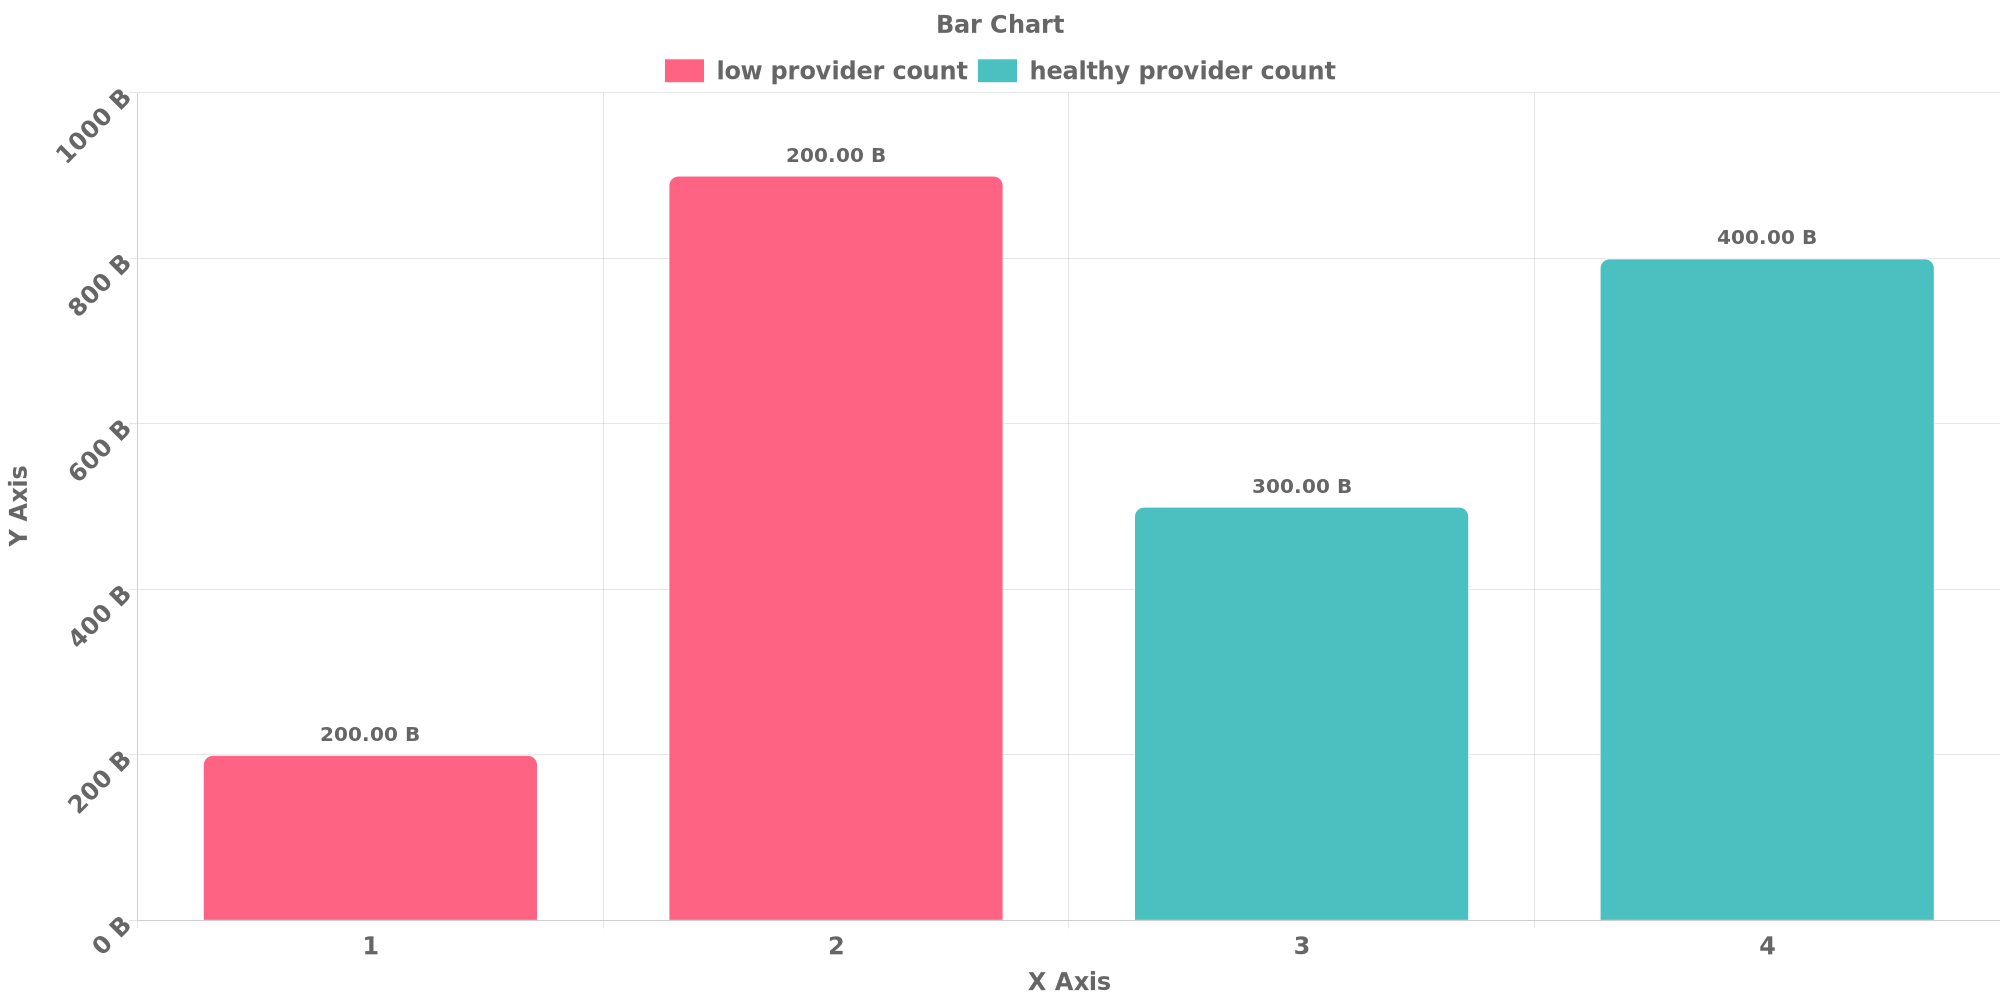 Bar Chart
low provider count healthy provider count
1000 B
800 B
600 B
400 B
200 B
0 B
Y Axis
200.00 B
200.00 B
300.00 B
400.00 B
1 2 3 4
X Axis